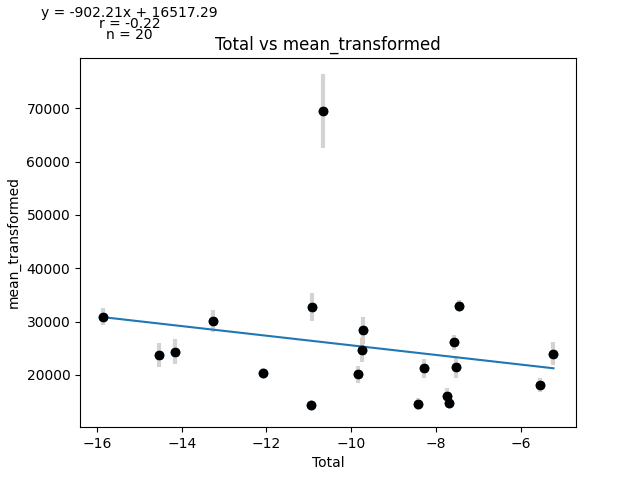 y = -902.21x + 16517.29
r = -0.22
n = 20
Total vs mean_transformed
mean_transformed
70000
60000
50000
40000
30000
20000
−16
−14
−12
−10
−8
−6
Total